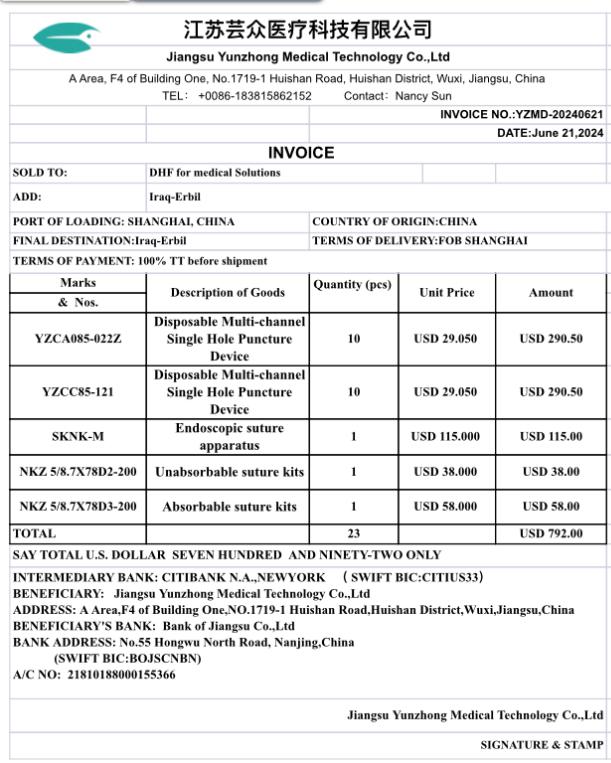 江苏芸众医疗科技有限公司
Jiangsu Yunzhong Medical Technology Co.,Ltd
A Area, F4 of Building One, No.1719-1 Huishan Road, Huishan District, Wuxi, Jiangsu, China
TEL: +0086-183815862152 Contact: Nancy Sun
INVOICE NO.:YZMD-20240621
DATE:June 21,2024
INVOICE
SOLD TO: DHF for medical Solutions
ADD: Iraq-Erbil
PORT OF LOADING: SHANGHAI, CHINA COUNTRY OF ORIGIN:CHINA
FINAL DESTINATION:Iraq-Erbil TERMS OF DELIVERY:FOB SHANGHAI
TERMS OF PAYMENT: 100% TT before shipment
Marks & Nos. Description of Goods Quantity (pcs) Unit Price Amount
YZCA085-022Z Disposable Multi-channel Single Hole Puncture Device 10 USD 29.050 USD 290.50
YZCC85-121 Disposable Multi-channel Single Hole Puncture Device 10 USD 29.050 USD 290.50
SKNK-M Endoscopic suture apparatus 1 USD 115.000 USD 115.00
NKZ 5/8.7X78D2-200 Unabsorbable suture kits 1 USD 38.000 USD 38.00
NKZ 5/8.7X78D3-200 Absorbable suture kits 1 USD 58.000 USD 58.00
TOTAL 23 USD 792.00
SAY TOTAL U.S. DOLLAR SEVEN HUNDRED AND NINETY-TWO ONLY
INTERMEDIARY BANK: CITIBANK N.A.,NEWYORK （ SWIFT BIC:CITIUS33）
BENEFICIARY: Jiangsu Yunzhong Medical Technology Co.,Ltd
ADDRESS: A Area,F4 of Building One,NO.1719-1 Huishan Road,Huishan District,Wuxi,Jiangsu,China
BENEFICIARY'S BANK: Bank of Jiangsu Co.,Ltd
BANK ADDRESS: No.55 Hongwu North Road, Nanjing,China
(SWIFT BIC:BOJSCNBN)
A/C NO: 21810188000155366
Jiangsu Yunzhong Medical Technology Co.,Ltd
SIGNATURE & STAMP